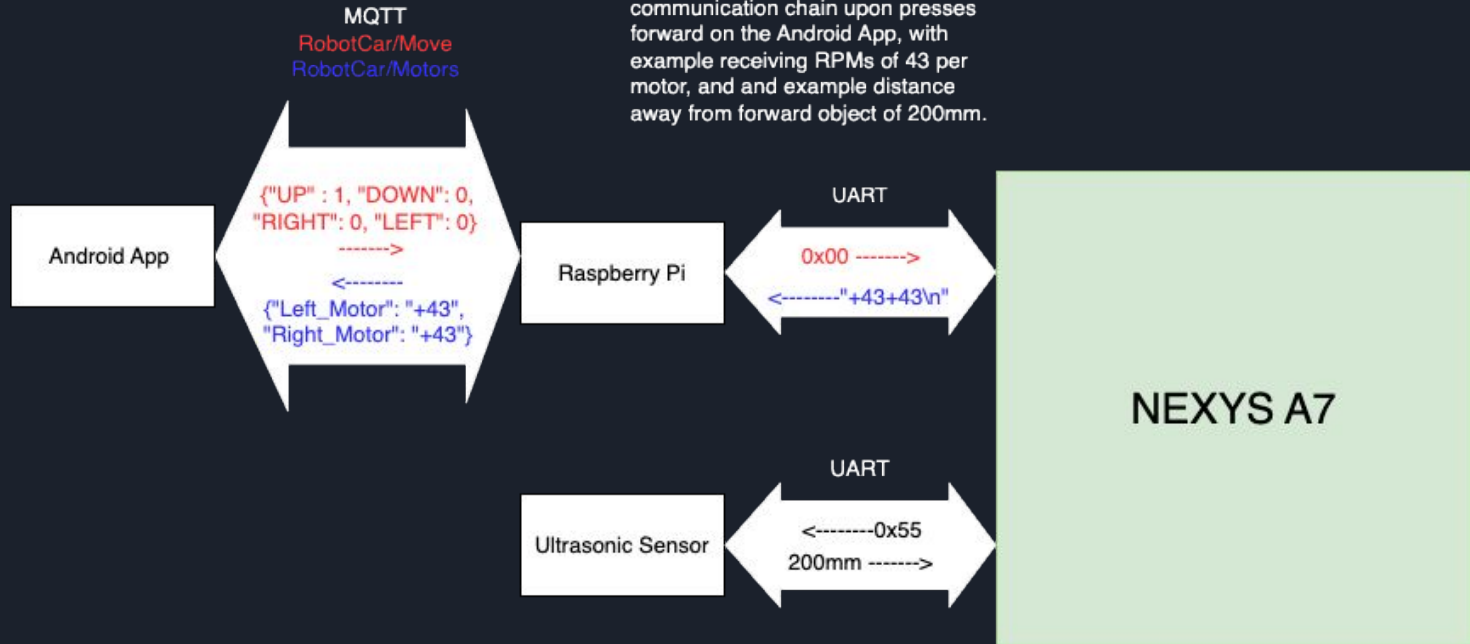 MQTT
RobotCar/Move
RobotCar/Motors
communication chain upon presses
forward on the Android App, with
example receiving RPMs of 43 per
motor, and and example distance
away from forward object of 200mm.
Android App
{"UP" : 1, "DOWN": 0,
"RIGHT": 0, "LEFT": 0}
------->
<--------
{"Left_Motor": "+43",
"Right_Motor": "+43"}
Raspberry Pi
UART
0x00 ------->
<--------"+43+43\n"
NEXYS A7
Ultrasonic Sensor
UART
<--------0x55
200mm ------->